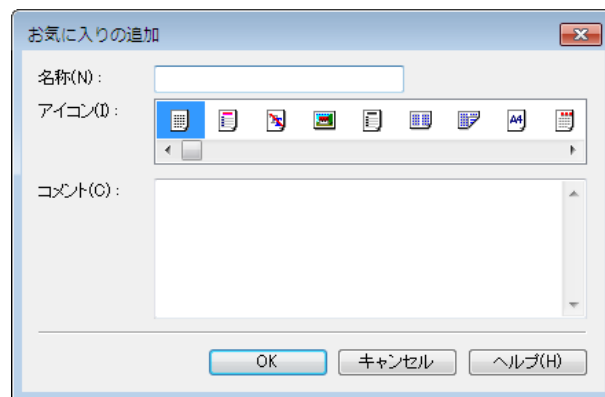 お気に入りの追加
名称(N) :
アイコン(I) :
A4
コメント(C) :
OK キャンセル ヘルプ(H)